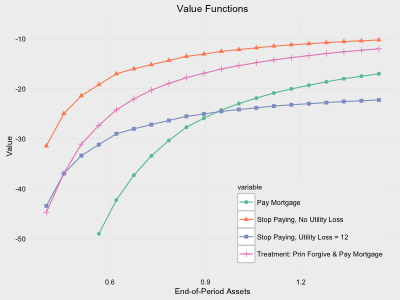 Value Functions
-10
-20
-30
-40
-50
Value
0.6
0.9
1.2
End-of-Period Assets
variable
Pay Mortgage
Stop Paying, No Utility Loss
Stop Paying, Utility Loss = 12
Treatment: Prin Forgive & Pay Mortgage